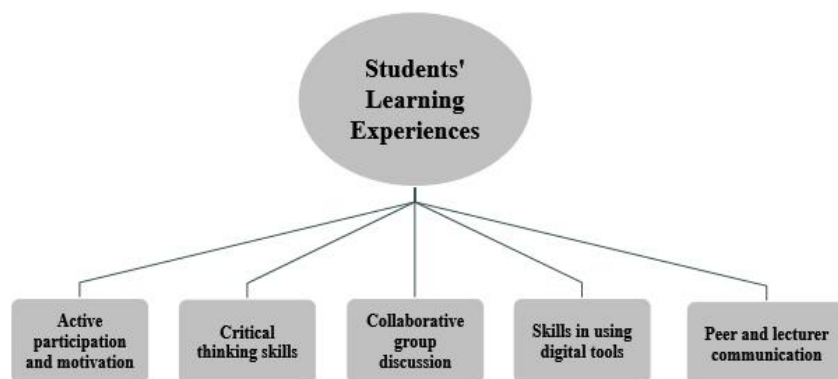 Students'
Learning
Experiences
Active
participation
and motivation
Critical
thinking skills
Collaborative
group
discussion
Skills in using
digital tools
Peer and lecturer
communication